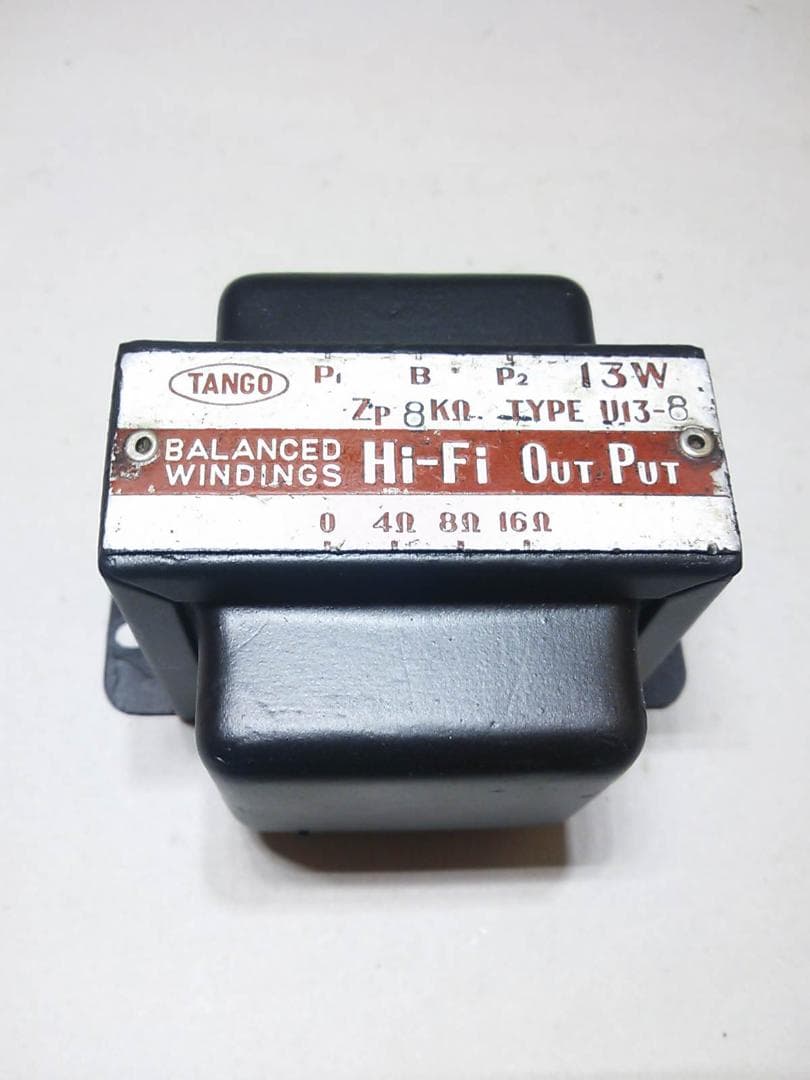 TANGO P1 B P2 13W
Zp 8KΩ TYPE U13-8
BALANCED WINDINGS Hi-Fi OUT PUT
0 4Ω 8Ω 16Ω